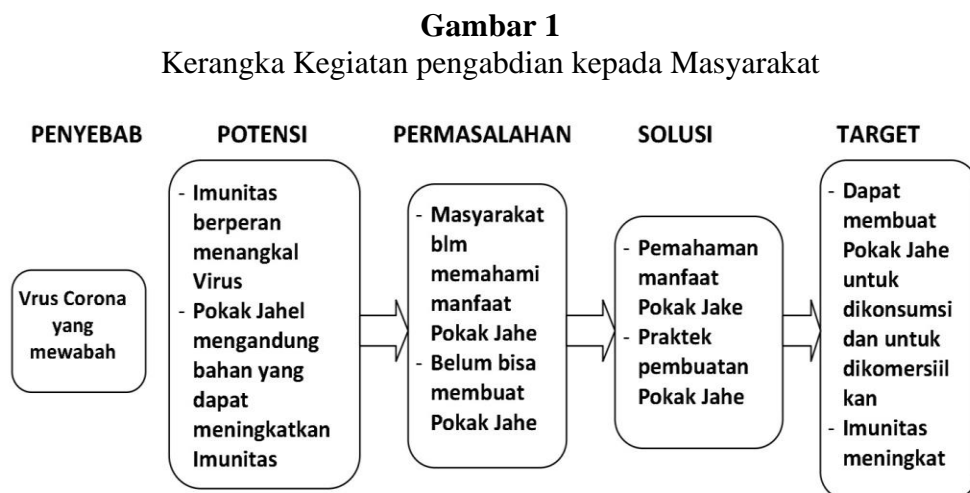 Gambar 1
Kerangka Kegiatan pengabdian kepada Masyarakat
PENYEBAB
POTENSI
PERMASALAHAN
SOLUSI
TARGET
Vrus Corona
yang
mewabah
- Imunitas
berperan
menangkal
Virus
- Pokak Jahel
mengandung
bahan yang
dapat
meningkatkan
Imunitas
- Masyarakat
blm
memahami
manfaat
Pokak Jahe
- Belum bisa
membuat
Pokak Jahe
- Pemahaman
manfaat
Pokak Jake
- Praktek
pembuatan
Pokak Jahe
- Dapat
membuat
Pokak Jahe
untuk
dikonsumsi
dan untuk
dikomersiil
kan
- Imunitas
meningkat